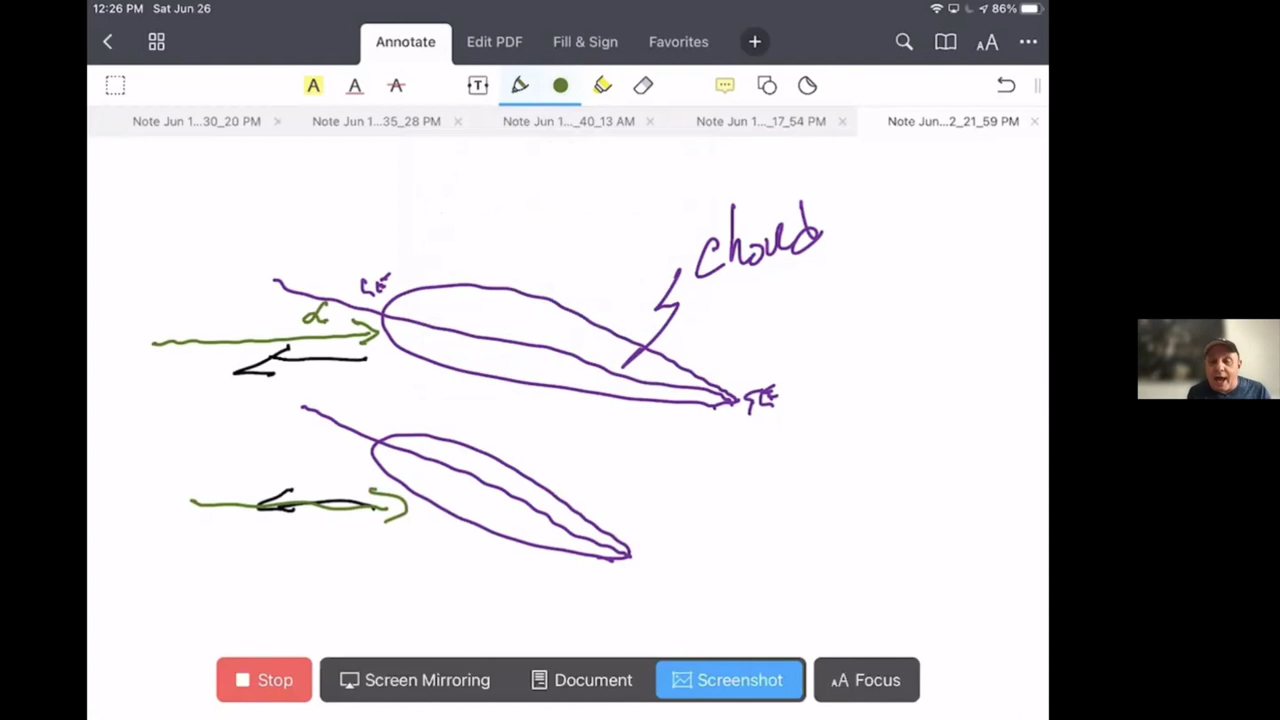 12:26 PM Sat Jun 26
86%
Annotate Edit PDF Fill & Sign Favorites
Note Jun 1...30_20 PM Note Jun 1...35_28 PM Note Jun 1..._40_13 AM Note Jun 1..._17_54 PM Note Jun...2_21_59 PM
chord
LE
α
TE
Stop Screen Mirroring Document Screenshot AA Focus